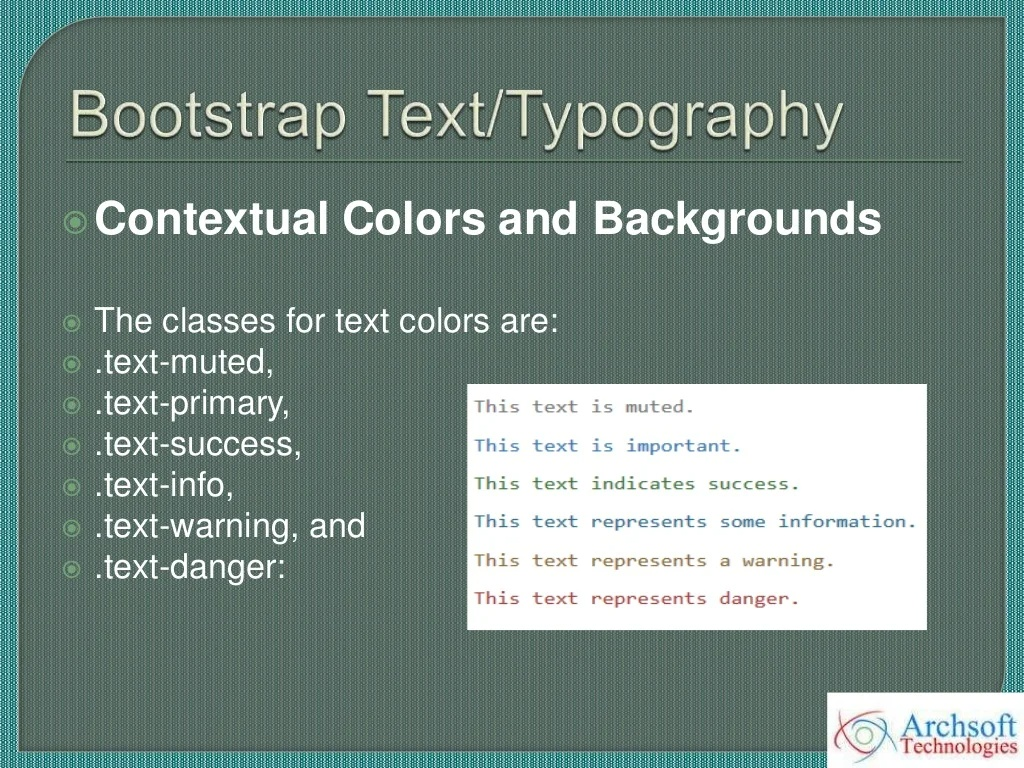 Bootstrap Text/Typography
Contextual Colors and Backgrounds
The classes for text colors are:
.text-muted,
.text-primary,
.text-success,
.text-info,
.text-warning, and
.text-danger:
This text is muted.
This text is important.
This text indicates success.
This text represents some information.
This text represents a warning.
This text represents danger.
Archsoft
Technologies